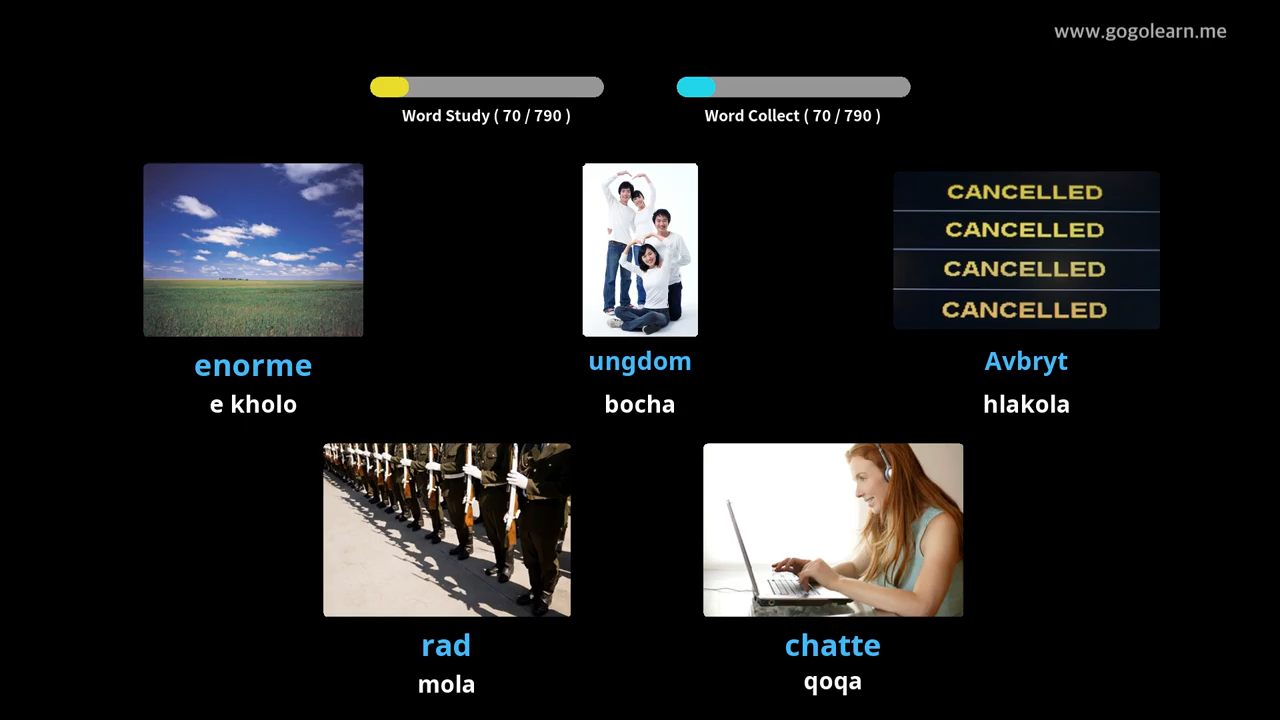 www.gogolearn.me
Word Study ( 70 / 790 )
Word Collect ( 70 / 790 )
CANCELLED
CANCELLED
CANCELLED
CANCELLED
enorme
ungdom
Avbryt
e kholo
bocha
hlakola
rad
chatte
mola
qoqa